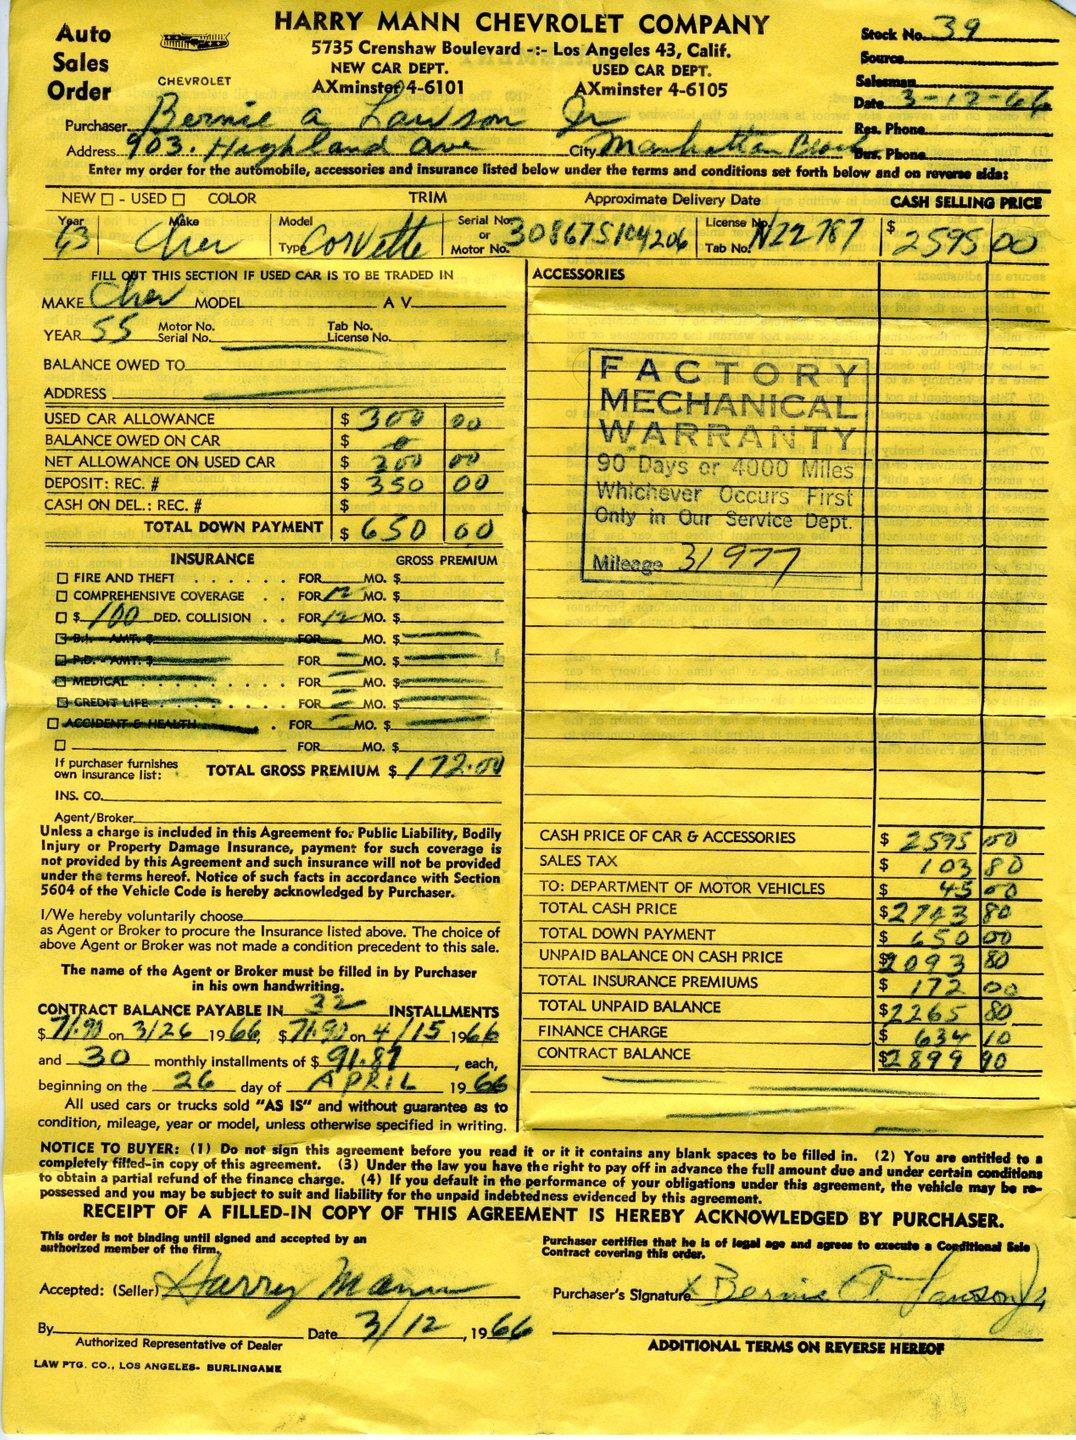 Auto Sales Order
CHEVROLET
HARRY MANN CHEVROLET COMPANY
5735 Crenshaw Boulevard -:- Los Angeles 43, Calif.
NEW CAR DEPT. USED CAR DEPT.
AXminster 4-6101 AXminster 4-6105
Stock No. 39
Source
Salesman
Date 3-12-66
Res. Phone
Bus. Phone
Purchaser Bernie A Lawson Jr
Address 903. Highland Ave City Manhattan Beach
Enter my order for the automobile, accessories and insurance listed below under the terms and conditions set forth below and on reverse side:
NEW □ - USED □ COLOR TRIM Approximate Delivery Date CASH SELLING PRICE
Year 63 Make Chev Model Type Corvette Serial No. or Motor No. 30867S104206 License No. Tab No. N22787 $ 2595 00
FILL OUT THIS SECTION IF USED CAR IS TO BE TRADED IN
MAKE Chev MODEL A V
YEAR 55 Motor No. Serial No. Tab No. License No.
BALANCE OWED TO
ADDRESS
USED CAR ALLOWANCE $ 300 00
BALANCE OWED ON CAR $ 0
NET ALLOWANCE ON USED CAR $ 300 00
DEPOSIT: REC. # $ 350 00
CASH ON DEL.: REC. # $
TOTAL DOWN PAYMENT $ 650 00
INSURANCE GROSS PREMIUM
□ FIRE AND THEFT . . . . . . FOR MO. $
□ COMPREHENSIVE COVERAGE . . FOR 12 MO. $
□ $ 100 DED. COLLISION . . FOR 12 MO. $
□ B.I. - AMT. $ FOR MO. $
□ P.D. - AMT. $ FOR MO. $
□ MEDICAL . . . . . . . . . FOR MO. $
□ CREDIT LIFE . . . . . . . . FOR MO. $
□ ACCIDENT & HEALTH . . FOR MO. $
□ FOR MO. $
If purchaser furnishes own insurance list: TOTAL GROSS PREMIUM $ 172.00
INS. CO.
Agent/Broker
Unless a charge is included in this Agreement for Public Liability, Bodily
Injury or Property Damage Insurance, payment for such coverage is
not provided by this Agreement and such insurance will not be provided
under the terms hereof. Notice of such facts in accordance with Section
5604 of the Vehicle Code is hereby acknowledged by Purchaser.
I/We hereby voluntarily choose
as Agent or Broker to procure the Insurance listed above. The choice of
above Agent or Broker was not made a condition precedent to this sale.
The name of the Agent or Broker must be filled in by Purchaser
in his own handwriting.
CONTRACT BALANCE PAYABLE IN 32 INSTALLMENTS
$ 71.90 on 3/26 1966, $ 71.90 on 4/15 1966
and 30 monthly installments of $ 91.87, each,
beginning on the 26 day of APRIL 1966
All used cars or trucks sold "AS IS" and without guarantee as to
condition, mileage, year or model, unless otherwise specified in writing.
ACCESSORIES
FACTORY
MECHANICAL
WARRANTY
90 Days or 4000 Miles
Whichever Occurs First
Only in Our Service Dept.
Mileage 31977
CASH PRICE OF CAR & ACCESSORIES $ 2595 00
SALES TAX $ 103 80
TO: DEPARTMENT OF MOTOR VEHICLES $ 45 00
TOTAL CASH PRICE $ 2743 80
TOTAL DOWN PAYMENT $ 650 00
UNPAID BALANCE ON CASH PRICE $ 2093 80
TOTAL INSURANCE PREMIUMS $ 172 00
TOTAL UNPAID BALANCE $ 2265 80
FINANCE CHARGE $ 634 10
CONTRACT BALANCE $ 2899 90
NOTICE TO BUYER: (1) Do not sign this agreement before you read it or it it contains any blank spaces to be filled in. (2) You are entitled to a
completely filled-in copy of this agreement. (3) Under the law you have the right to pay off in advance the full amount due and under certain conditions
to obtain a partial refund of the finance charge. (4) If you default in the performance of your obligations under this agreement, the vehicle may be re-
possessed and you may be subject to suit and liability for the unpaid indebtedness evidenced by this agreement.
RECEIPT OF A FILLED-IN COPY OF THIS AGREEMENT IS HEREBY ACKNOWLEDGED BY PURCHASER.
This order is not binding until signed and accepted by an
authorized member of the firm.
Purchaser certifies that he is of legal age and agrees to execute a Conditional Sale
Contract covering this order.
Accepted: (Seller) Harry Mann
Purchaser's Signature X Bernie A. Lawson Jr
By Date 3/12, 1966
Authorized Representative of Dealer
ADDITIONAL TERMS ON REVERSE HEREOF
LAW PTG. CO., LOS ANGELES- BURLINGAME